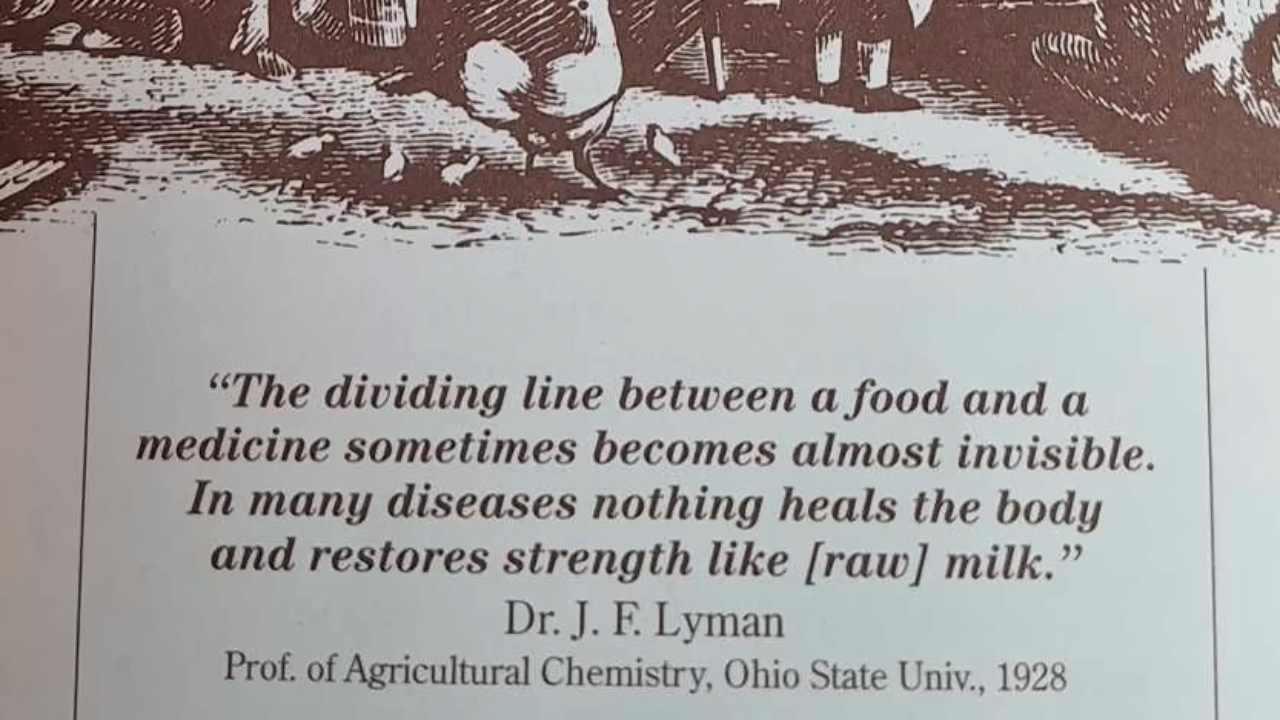 “The dividing line between a food and a
medicine sometimes becomes almost invisible.
In many diseases nothing heals the body
and restores strength like [raw] milk.”
Dr. J. F. Lyman
Prof. of Agricultural Chemistry, Ohio State Univ., 1928